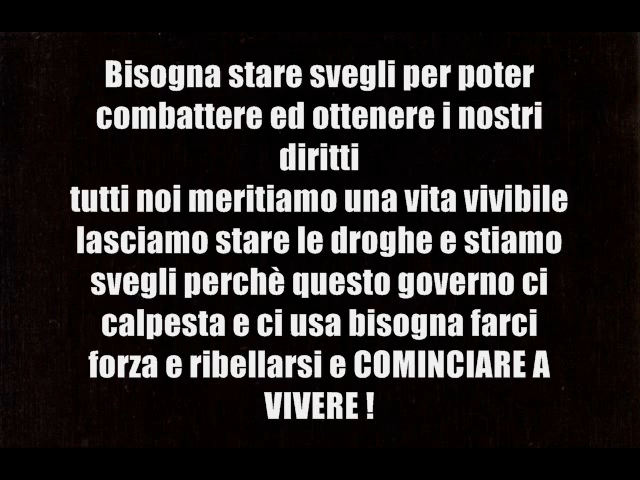 Bisogna stare svegli per poter
combattere ed ottenere i nostri
diritti
tutti noi meritiamo una vita vivibile
lasciamo stare le droghe e stiamo
svegli perchè questo governo ci
calpesta e ci usa bisogna farci
forza e ribellarsi e COMINCIARE A
VIVERE !